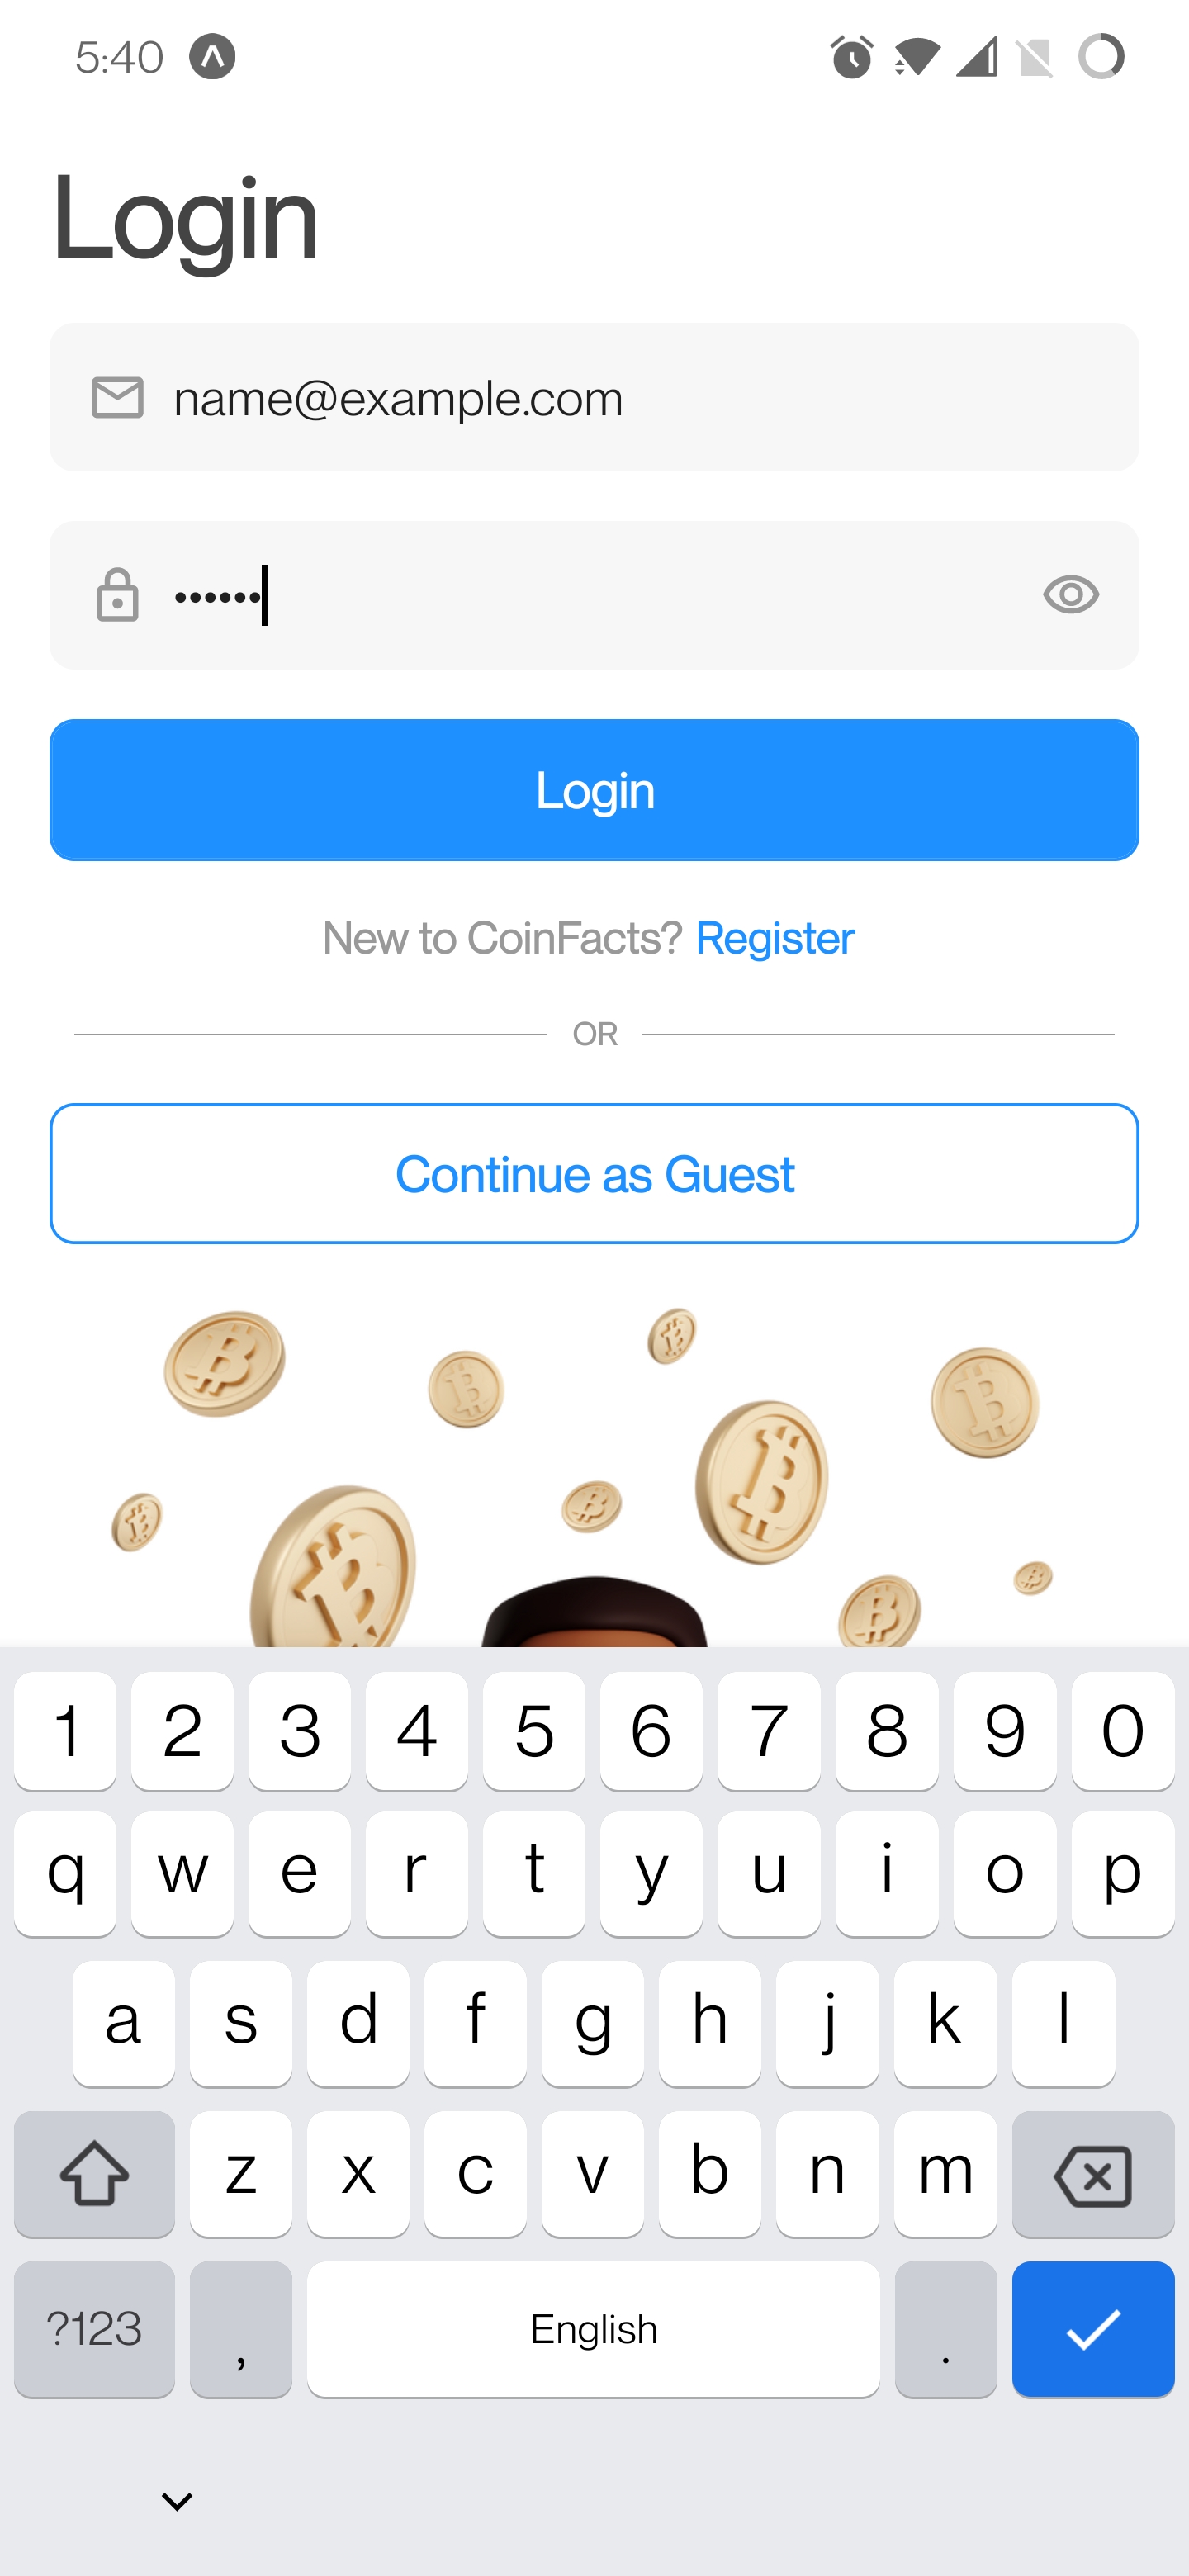 5:40
Login
name@example.com
••••••
Login
New to CoinFacts? Register
OR
Continue as Guest
1 2 3 4 5 6 7 8 9 0
q w e r t y u i o p
a s d f g h j k l
z x c v b n m
?123 , English .